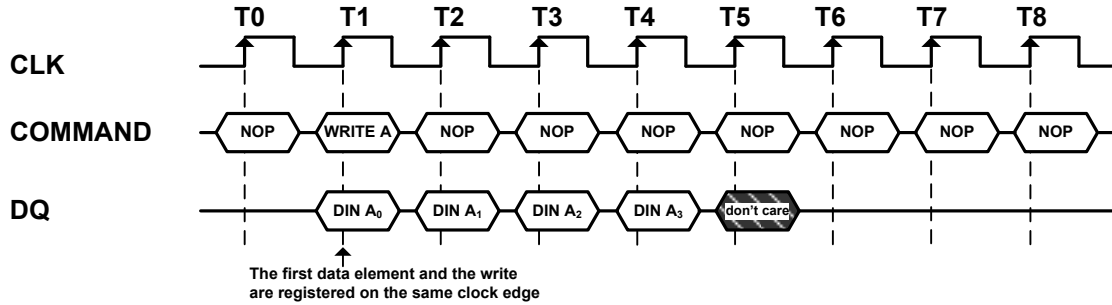 T0 T1 T2 T3 T4 T5 T6 T7 T8
CLK
COMMAND NOP WRITE A NOP NOP NOP NOP NOP NOP NOP
DQ DIN A₀ DIN A₁ DIN A₂ DIN A₃ don't care
The first data element and the write
are registered on the same clock edge